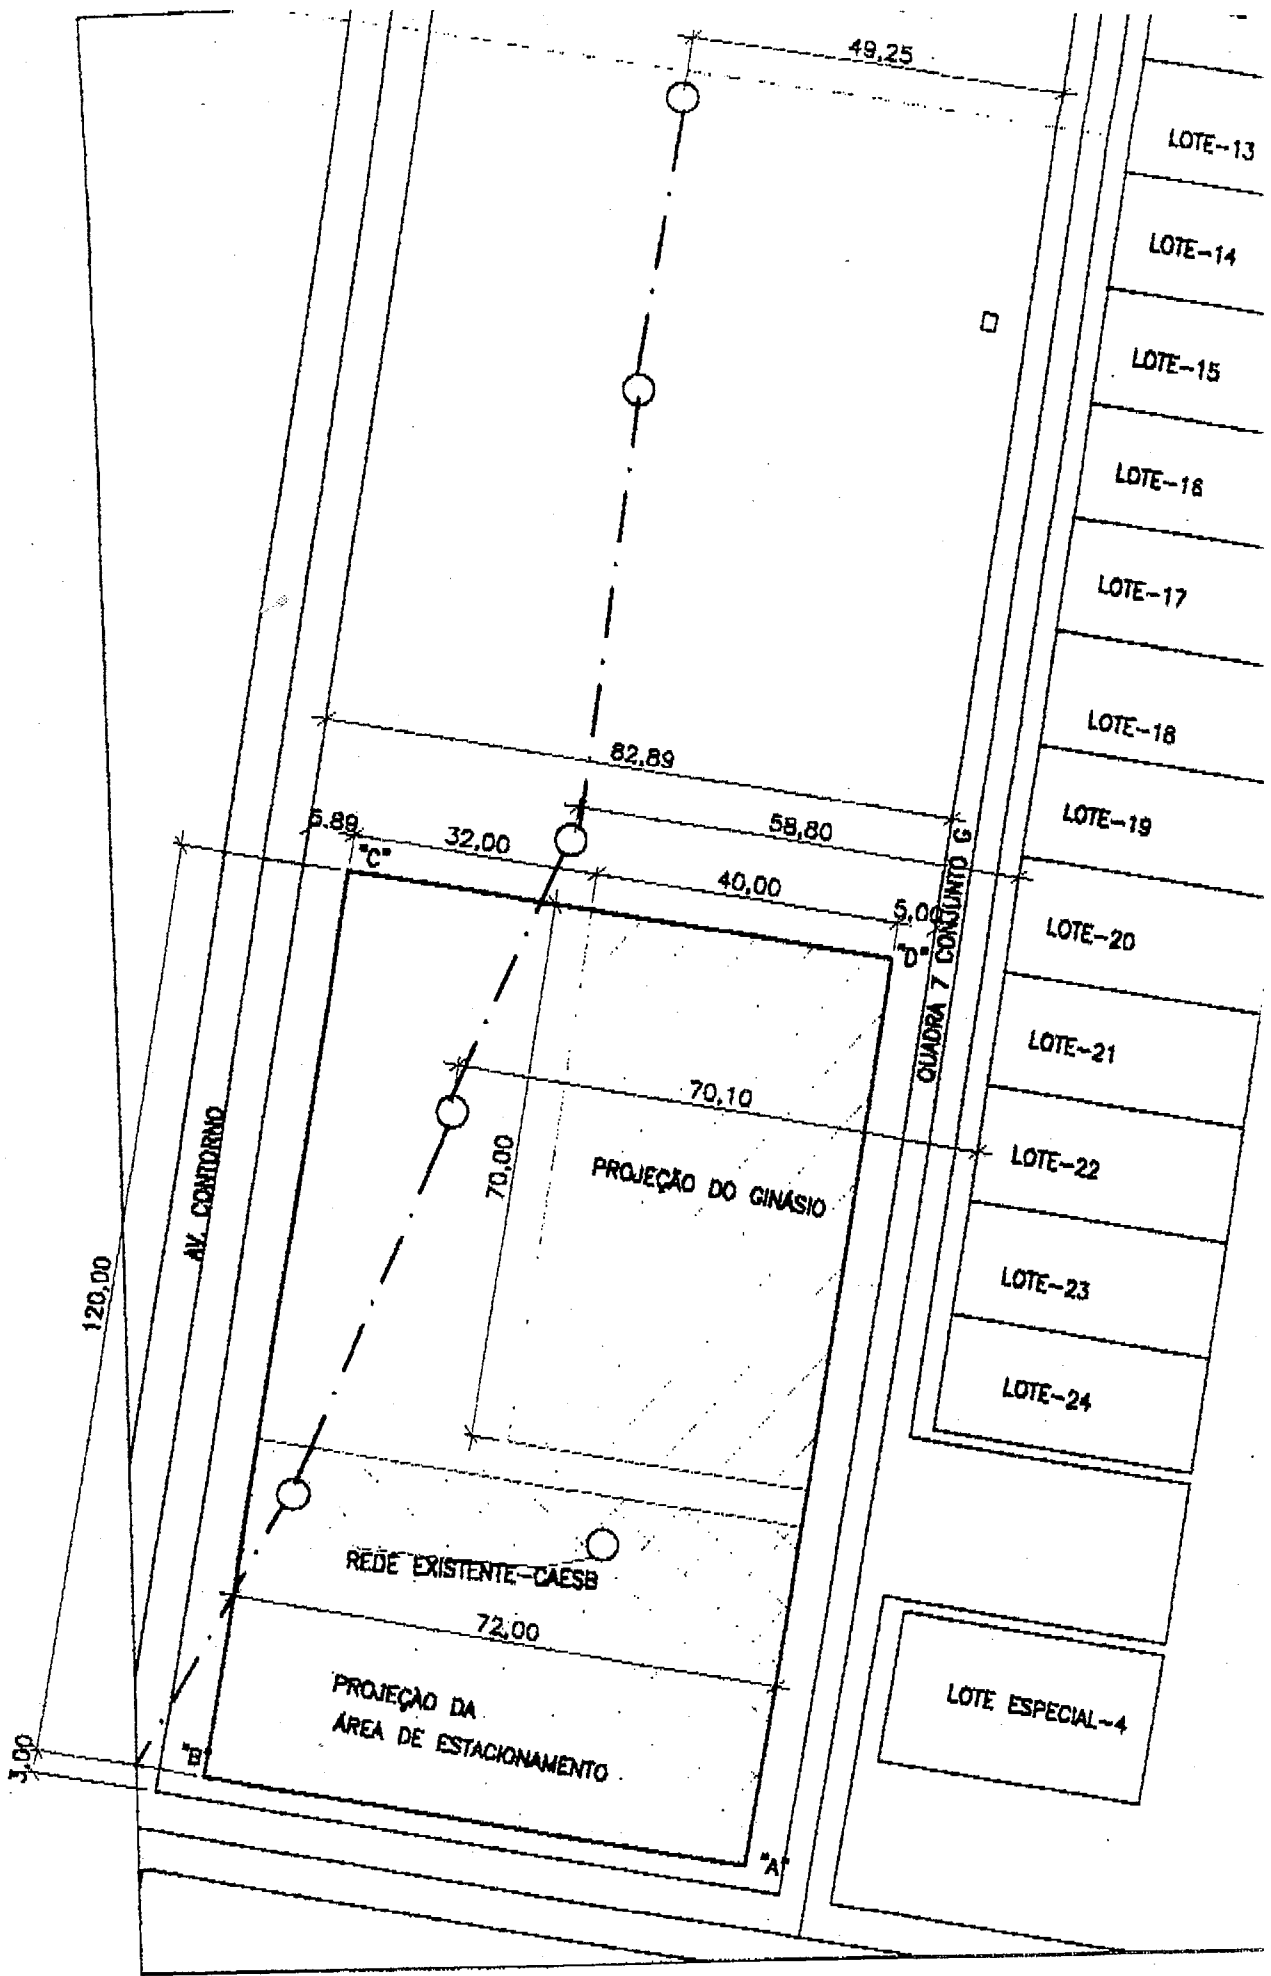 49,25
LOTE-13
LOTE-14
LOTE-15
LOTE-16
LOTE-17
LOTE-18
82,89
58,80
LOTE-19
5.89
32,00
"C"
40,00
5,00
"D"
QUADRA 7 CONJUNTO G
LOTE-20
LOTE-21
70,10
70,00
LOTE-22
PROJEÇÃO DO GINÁSIO
AV. CONTORNO
120,00
LOTE-23
LOTE-24
REDE EXISTENTE-CAESB
72,00
PROJEÇÃO DA
ÁREA DE ESTACIONAMENTO
LOTE ESPECIAL-4
3,00
"B"
"A"